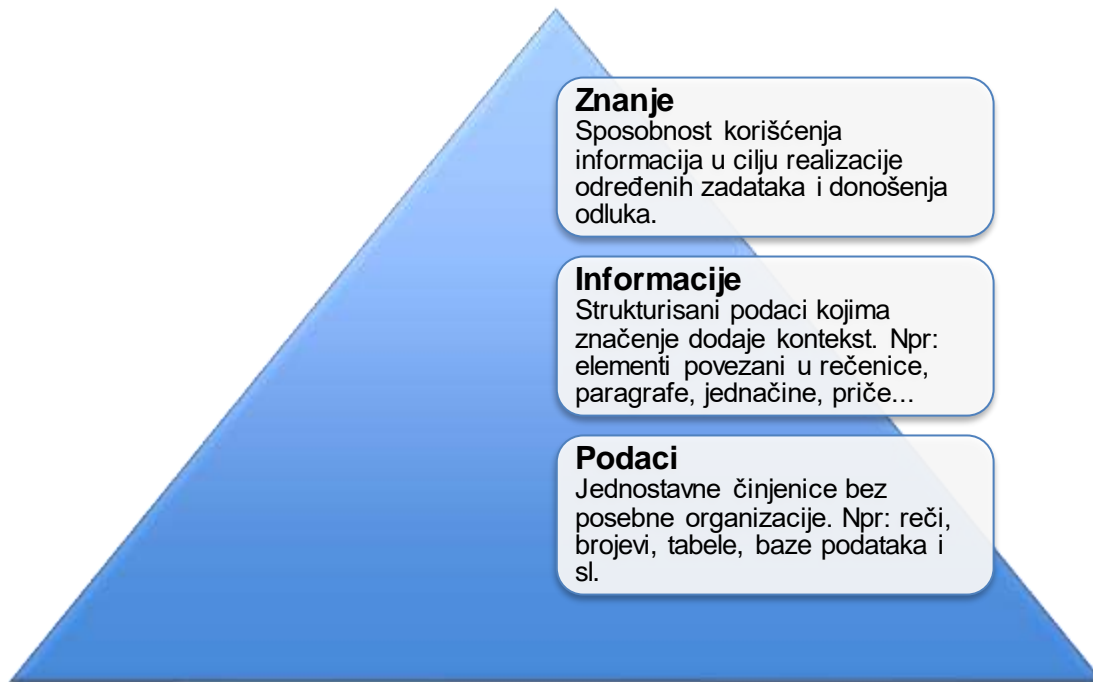 Znanje
Sposobnost korišćenja
informacija u cilju realizacije
određenih zadataka i donošenja
odluka.
Informacije
Strukturisani podaci kojima
značenje dodaje kontekst. Npr:
elementi povezani u rečenice,
paragrafe, jednačine, priče...
Podaci
Jednostavne činjenice bez
posebne organizacije. Npr: reči,
brojevi, tabele, baze podataka i
sl.